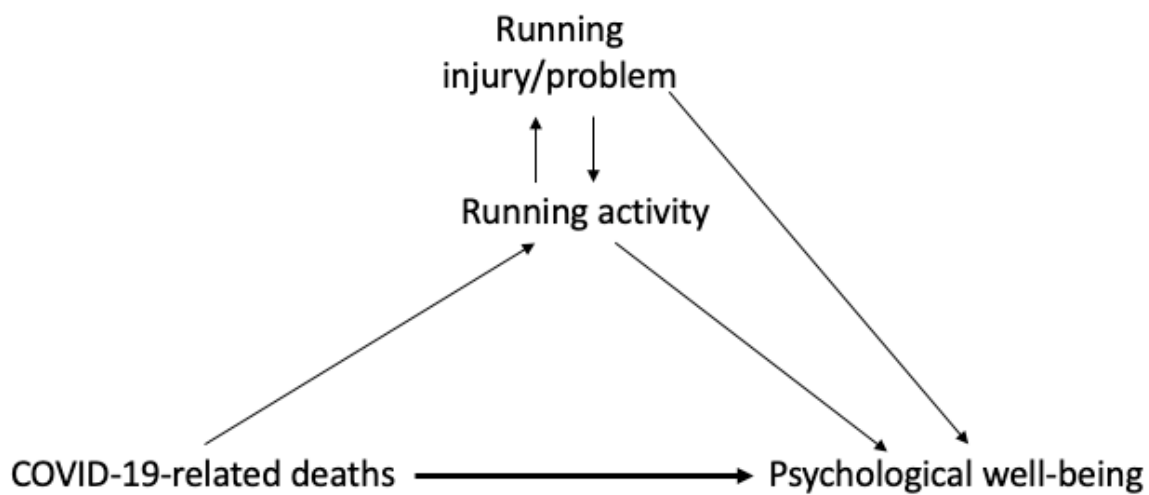 Running
injury/problem
Running activity
COVID-19-related deaths
Psychological well-being